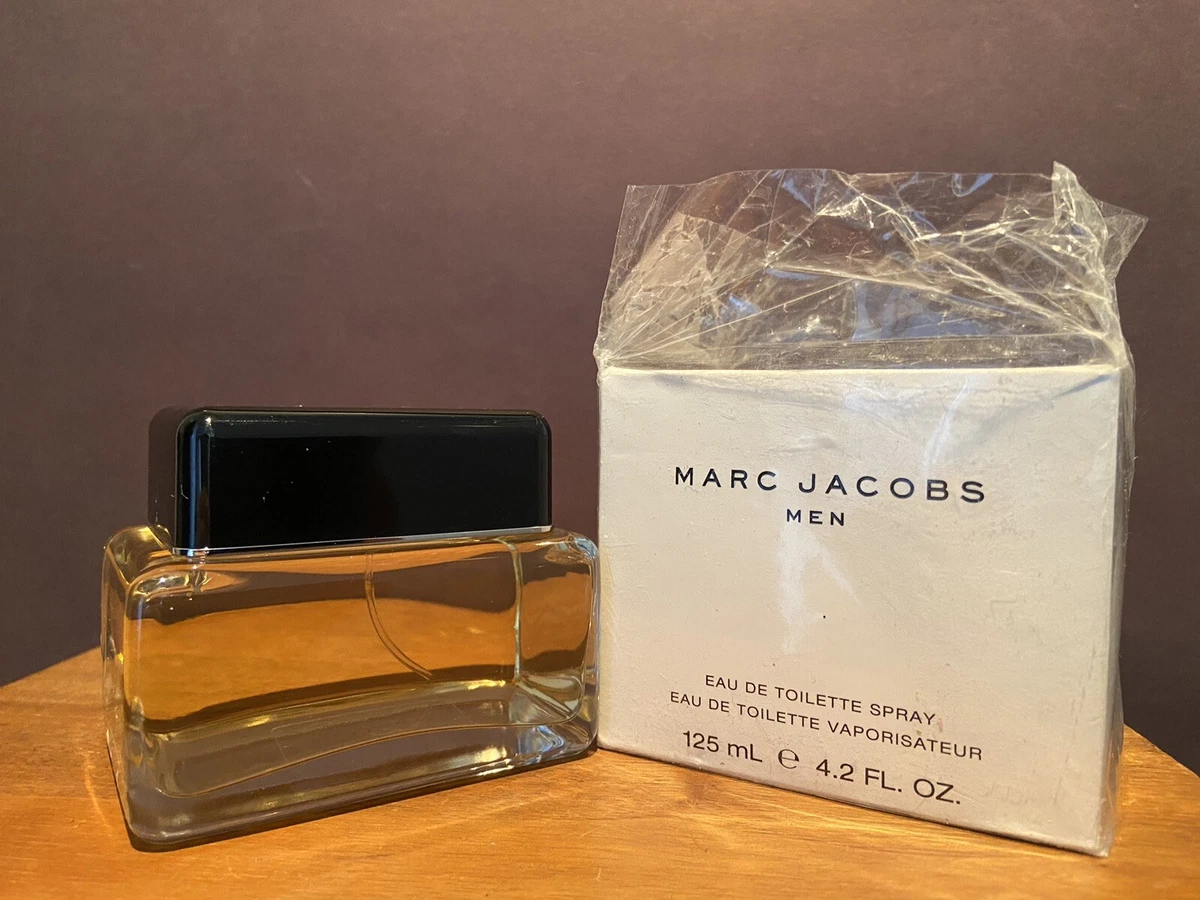 MARC JACOBS
MEN
EAU DE TOILETTE SPRAY
EAU DE TOILETTE VAPORISATEUR
125 mL ℮ 4.2 FL. OZ.